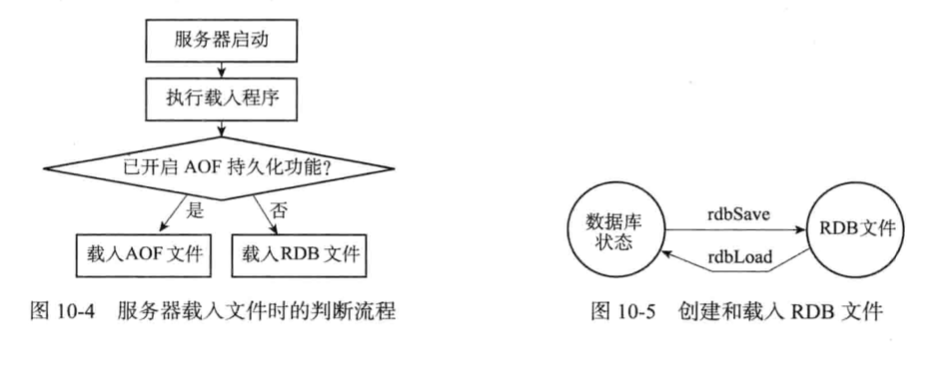 服务器启动
执行载入程序
已开启 AOF 持久化功能?
是
否
载入AOF 文件
载入RDB 文件
图 10-4 服务器载入文件时的判断流程
数据库
状态
rdbSave
RDB文件
rdbLoad
图 10-5 创建和载入 RDB 文件